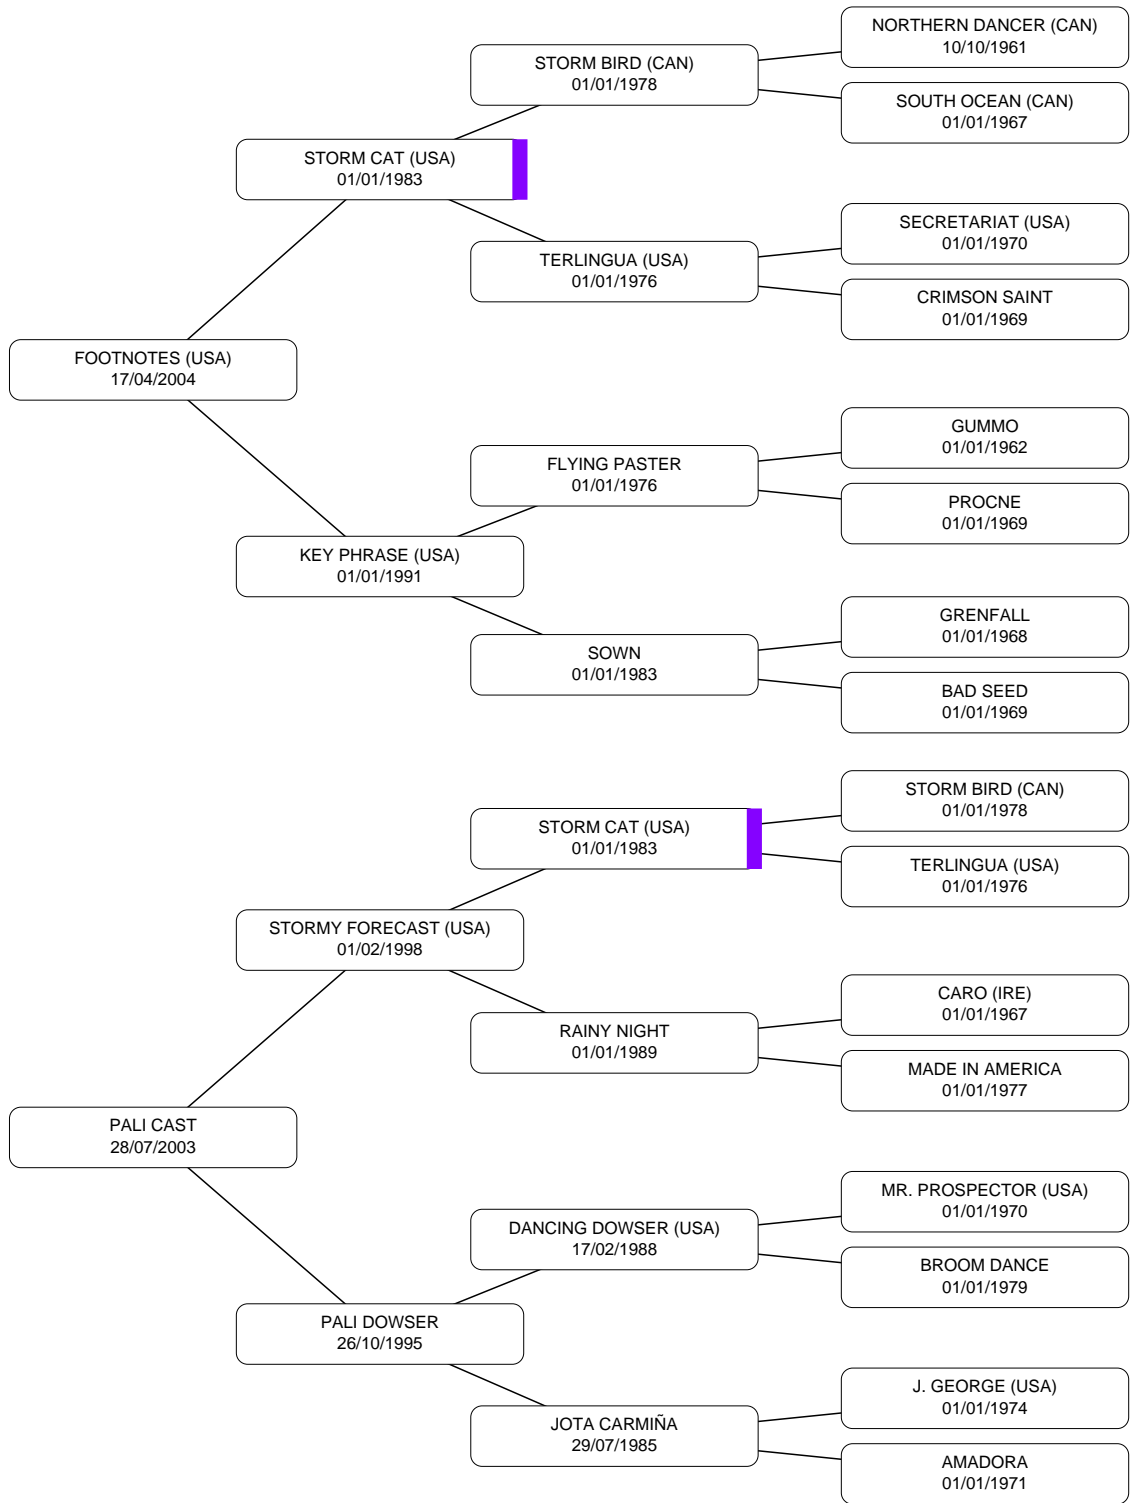 NORTHERN DANCER (CAN)
10/10/1961
STORM BIRD (CAN)
01/01/1978
SOUTH OCEAN (CAN)
01/01/1967
STORM CAT (USA)
01/01/1983
SECRETARIAT (USA)
01/01/1970
TERLINGUA (USA)
01/01/1976
CRIMSON SAINT
01/01/1969
FOOTNOTES (USA)
17/04/2004
GUMMO
01/01/1962
FLYING PASTER
01/01/1976
PROCNE
01/01/1969
KEY PHRASE (USA)
01/01/1991
GRENFALL
01/01/1968
SOWN
01/01/1983
BAD SEED
01/01/1969
STORM BIRD (CAN)
01/01/1978
STORM CAT (USA)
01/01/1983
TERLINGUA (USA)
01/01/1976
STORMY FORECAST (USA)
01/02/1998
CARO (IRE)
01/01/1967
RAINY NIGHT
01/01/1989
MADE IN AMERICA
01/01/1977
PALI CAST
28/07/2003
MR. PROSPECTOR (USA)
01/01/1970
DANCING DOWSER (USA)
17/02/1988
BROOM DANCE
01/01/1979
PALI DOWSER
26/10/1995
J. GEORGE (USA)
01/01/1974
JOTA CARMIÑA
29/07/1985
AMADORA
01/01/1971